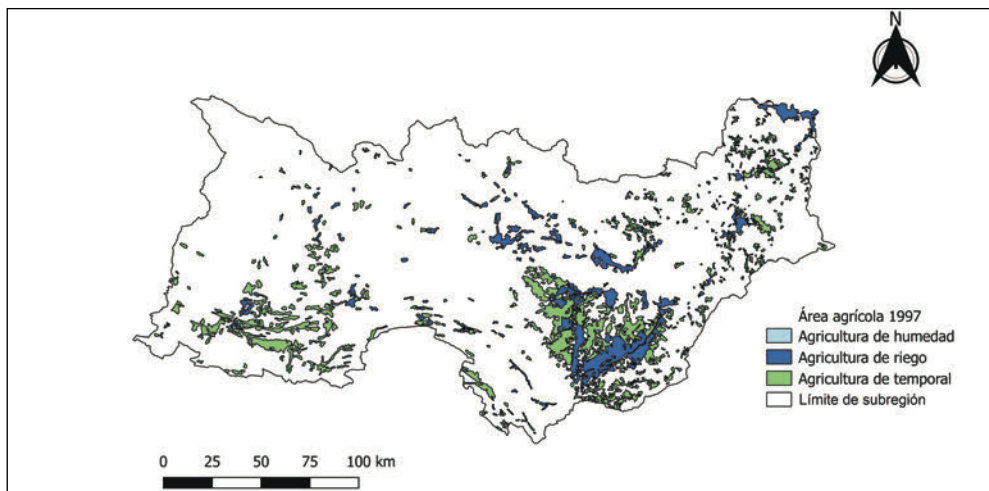 N
Área agrícola 1997
Agricultura de humedad
Agricultura de riego
Agricultura de temporal
Límite de subregión
0 25 50 75 100 km